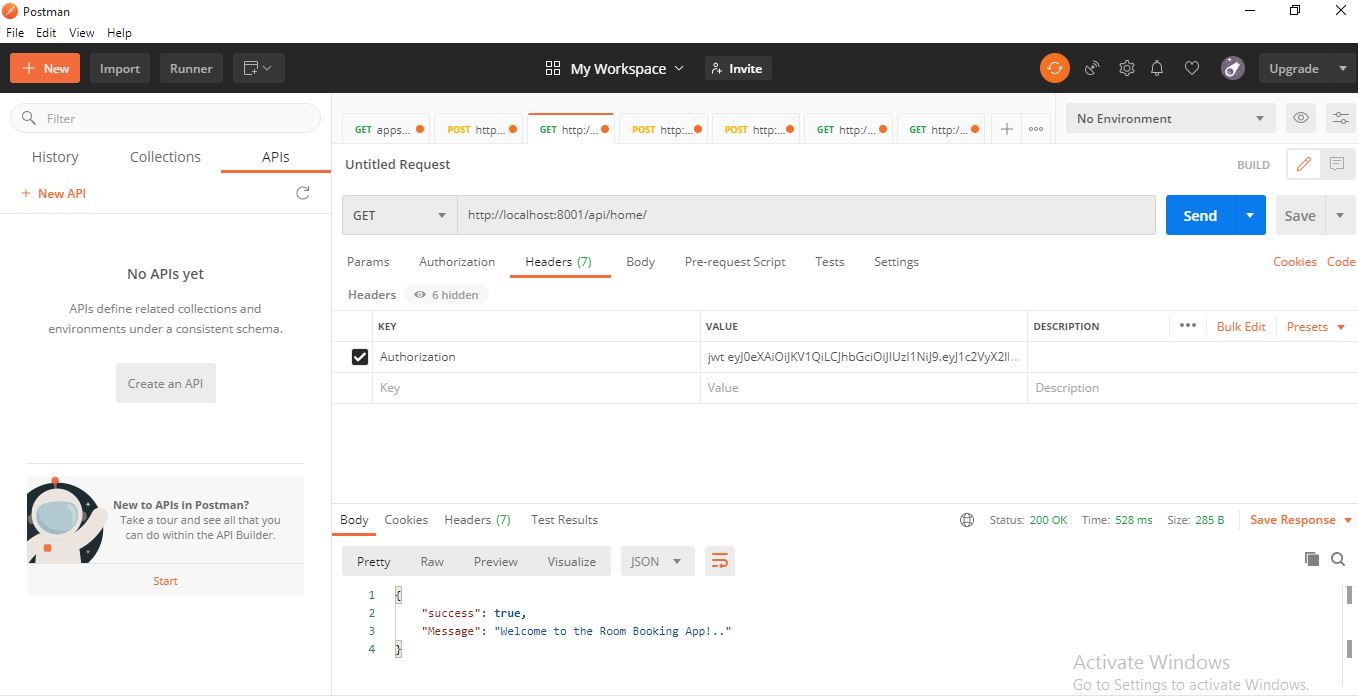 Postman
File Edit View Help
+ New Import Runner My Workspace Invite Upgrade
Filter
History Collections APIs
+ New API
No APIs yet
APIs define related collections and
environments under a consistent schema.
Create an API
New to APIs in Postman?
Take a tour and see all that you
can do within the API Builder.
Start
GET apps... POST http... GET http:/... POST http:... POST http:... GET http:/... GET http:/... + ooo
No Environment
Untitled Request BUILD
GET http://localhost:8001/api/home/ Send Save
Params Authorization Headers (7) Body Pre-request Script Tests Settings Cookies Code
Headers 6 hidden
KEY VALUE DESCRIPTION ••• Bulk Edit Presets
Authorization
Key Value Description
Body Cookies Headers (7) Test Results Status: 200 OK Time: 528 ms Size: 285 B Save Response
Pretty Raw Preview Visualize JSON
1 {
2 "success": true,
3 "Message": "Welcome to the Room Booking App!.."
4 }
Activate Windows
Go to Settings to activate Windows.